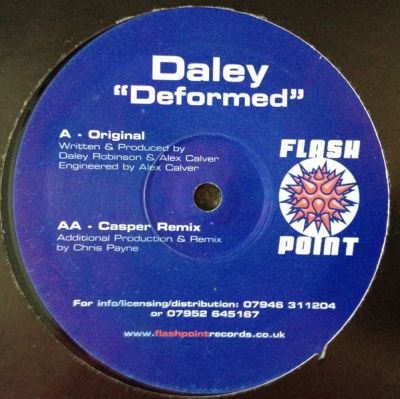 Daley
"Deformed"
A - Original
Written & Produced by
Daley Robinson & Alex Calver
Engineered by Alex Calver
FLASH
POINT
AA - Casper Remix
Additional Production & Remix
by Chris Payne
For info/licensing/distribution: 07946 311204
or 07952 645167
www.flashpointrecords.co.uk